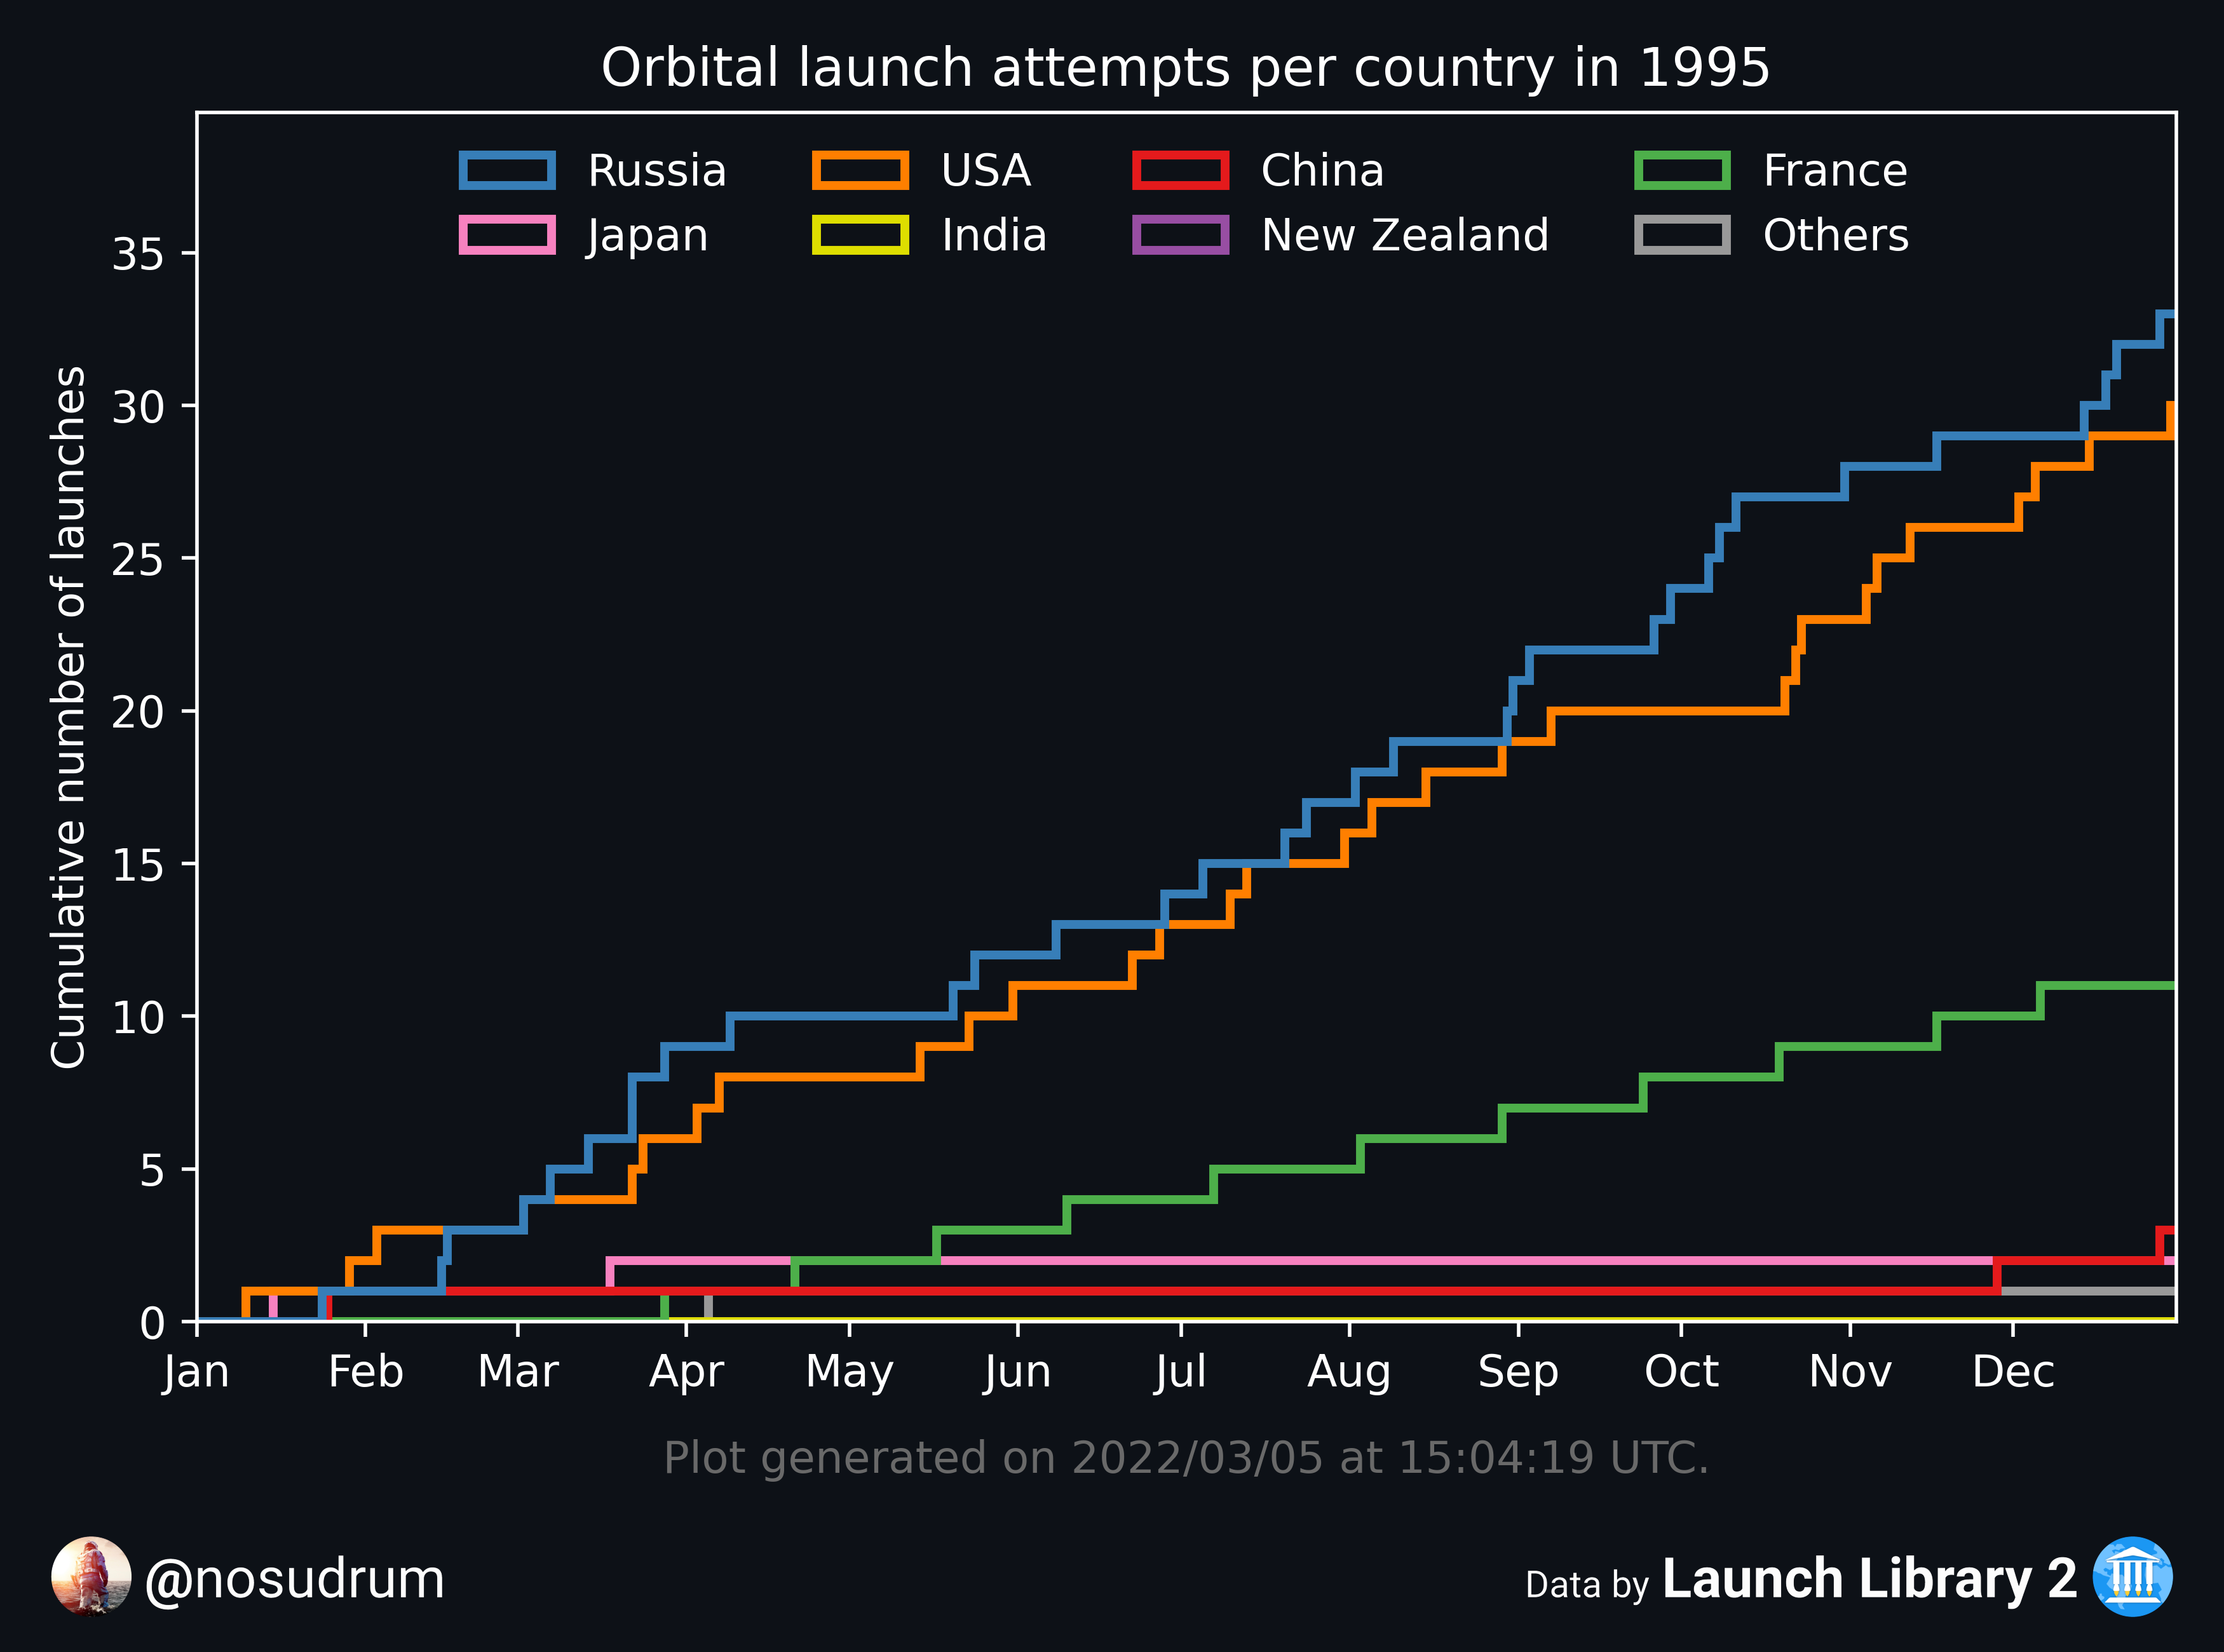 Orbital launch attempts per country in 1995
Russia USA China France
Japan India New Zealand Others
Cumulative number of launches
35
30
25
20
15
10
5
0
Jan Feb Mar Apr May Jun Jul Aug Sep Oct Nov Dec
Plot generated on 2022/03/05 at 15:04:19 UTC.
@nosudrum
Data by Launch Library 2